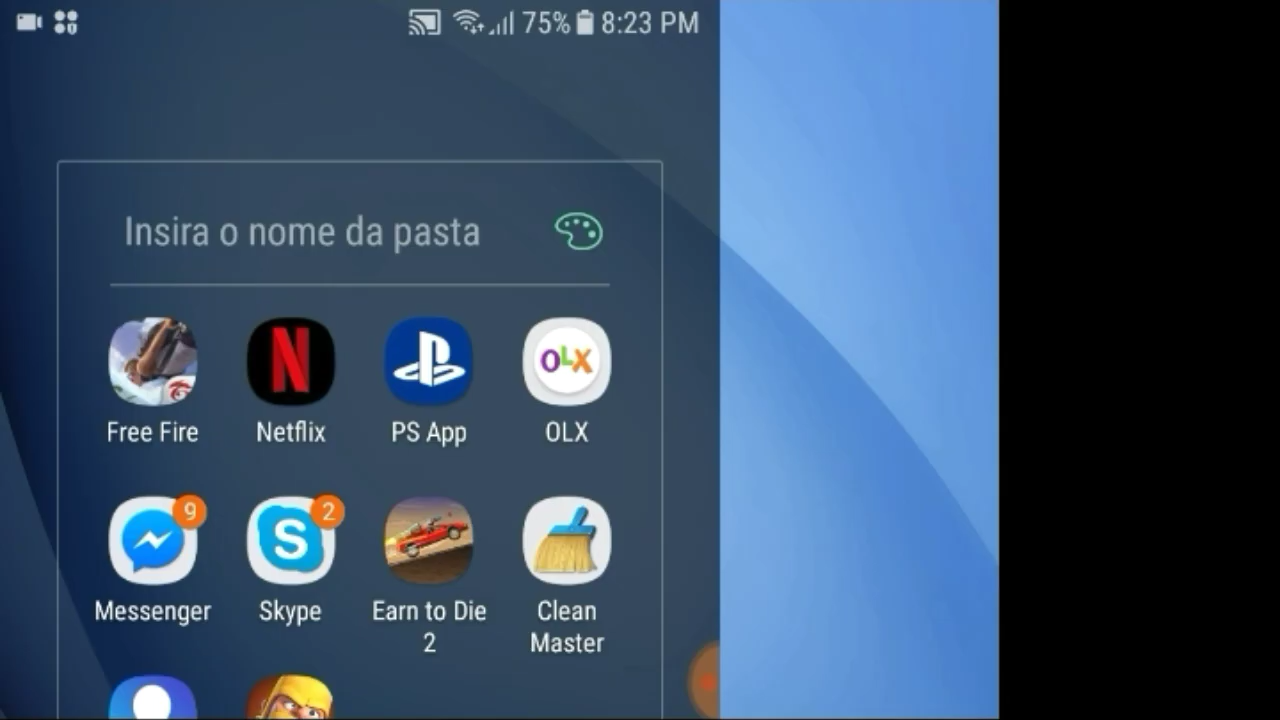 75% 8:23 PM
Insira o nome da pasta
N OLX
Free Fire Netflix PS App OLX
9 2
S
Messenger Skype Earn to Die 2 Clean Master